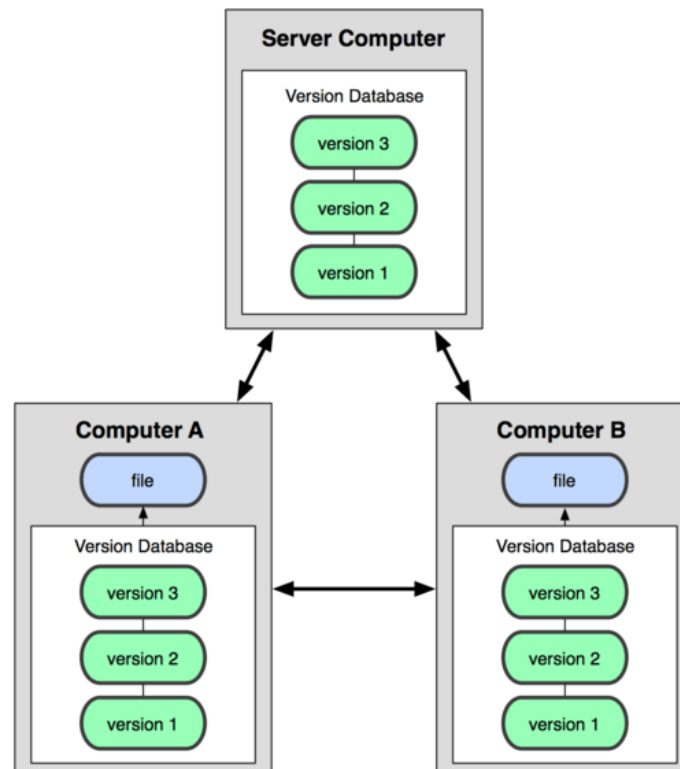 Server Computer
Version Database
version 3
version 2
version 1
Computer A
file
Version Database
version 3
version 2
version 1
Computer B
file
Version Database
version 3
version 2
version 1